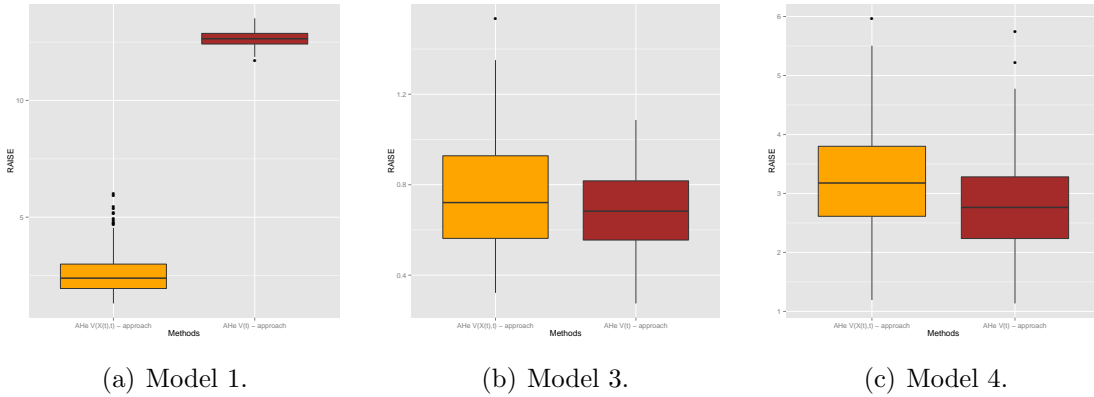 RAISE
10
5
AHe V(X(t),t) − approach
AHe V(t) − approach
Methods
(a) Model 1.
RAISE
1.2
0.8
0.4
AHe V(X(t),t) − approach
AHe V(t) − approach
Methods
(b) Model 3.
RAISE
6
5
4
3
2
1
AHe V(X(t),t) − approach
AHe V(t) − approach
Methods
(c) Model 4.